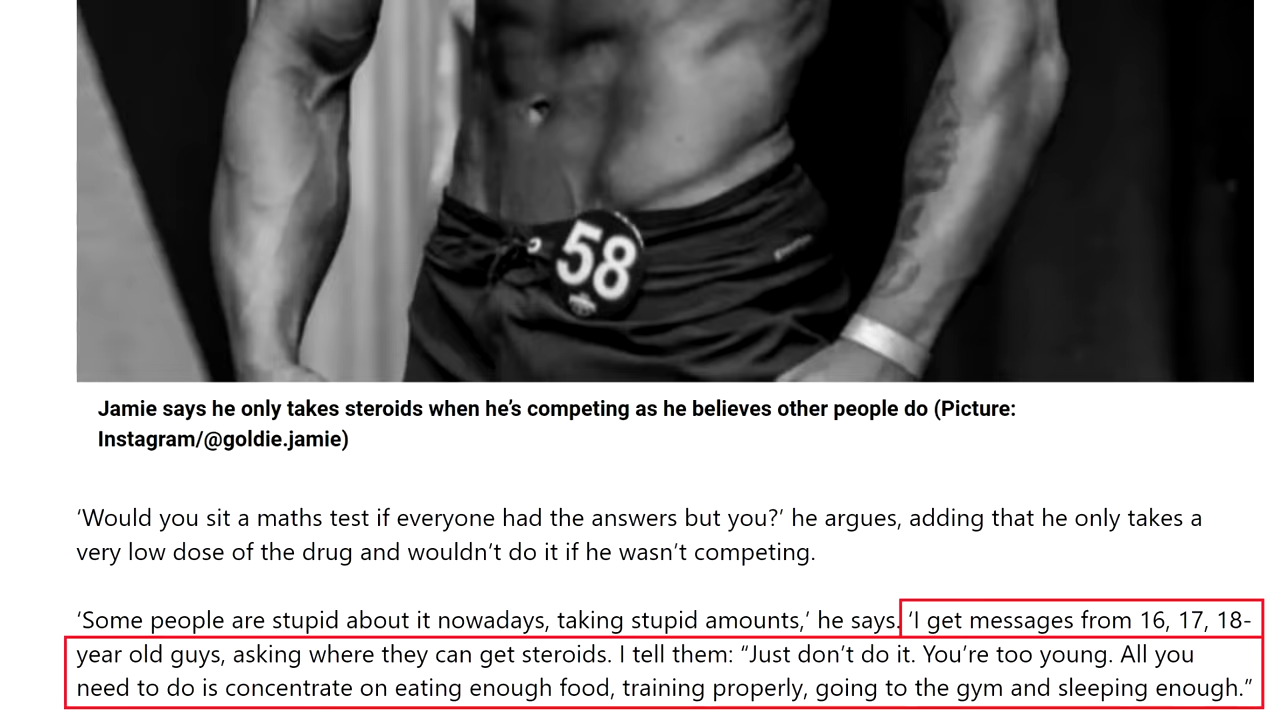 58
Jamie says he only takes steroids when he’s competing as he believes other people do (Picture:
Instagram/@goldie.jamie)
‘Would you sit a maths test if everyone had the answers but you?’ he argues, adding that he only takes a
very low dose of the drug and wouldn’t do it if he wasn’t competing.
‘Some people are stupid about it nowadays, taking stupid amounts,’ he says. ‘I get messages from 16, 17, 18-
year old guys, asking where they can get steroids. I tell them: “Just don’t do it. You’re too young. All you
need to do is concentrate on eating enough food, training properly, going to the gym and sleeping enough.”